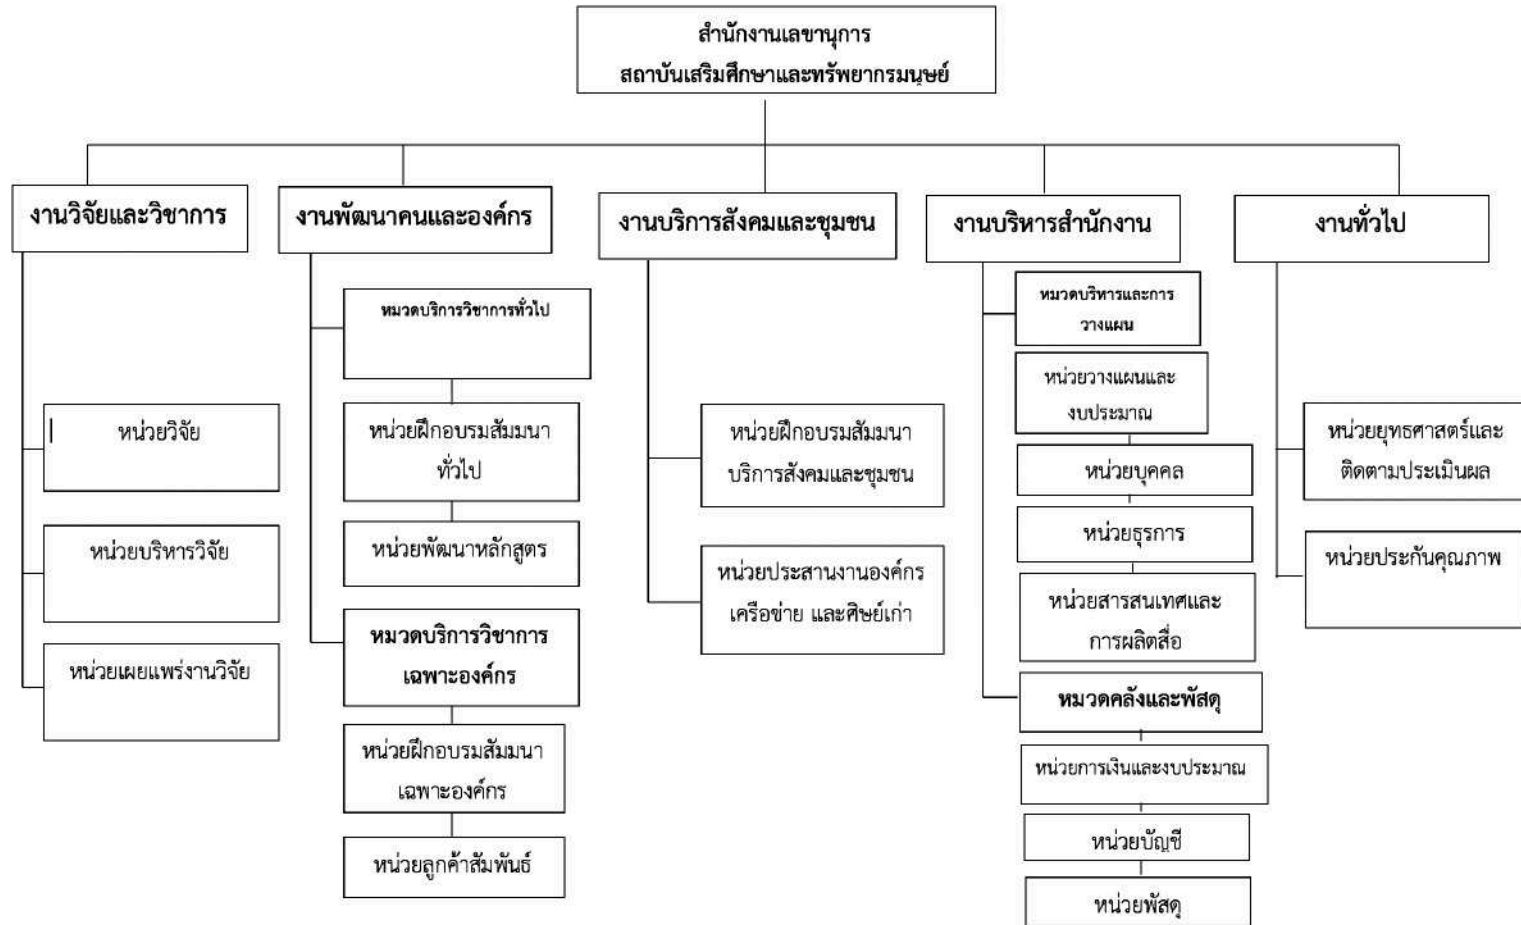 สำนักงานเลขานุการ
สถาบันเสริมศึกษาและทรัพยากรมนุษย์
งานวิจัยและวิชาการ
หน่วยวิจัย
หน่วยบริหารวิจัย
หน่วยเผยแพร่งานวิจัย
งานพัฒนาคนและองค์กร
หมวดบริการวิชาการทั่วไป
หน่วยฝึกอบรมสัมมนา
ทั่วไป
หน่วยพัฒนาหลักสูตร
หมวดบริการวิชาการ
เฉพาะองค์กร
หน่วยฝึกอบรมสัมมนา
เฉพาะองค์กร
หน่วยลูกค้าสัมพันธ์
งานบริการสังคมและชุมชน
หน่วยฝึกอบรมสัมมนา
บริการสังคมและชุมชน
หน่วยประสานงานองค์กร
เครือข่าย และศิษย์เก่า
งานบริหารสำนักงาน
หมวดบริหารและการ
วางแผน
หน่วยวางแผนและ
งบประมาณ
หน่วยบุคคล
หน่วยธุรการ
หน่วยสารสนเทศและ
การผลิตสื่อ
หมวดคลังและพัสดุ
หน่วยการเงินและงบประมาณ
หน่วยบัญชี
หน่วยพัสดุ
งานทั่วไป
หน่วยยุทธศาสตร์และ
ติดตามประเมินผล
หน่วยประกันคุณภาพ